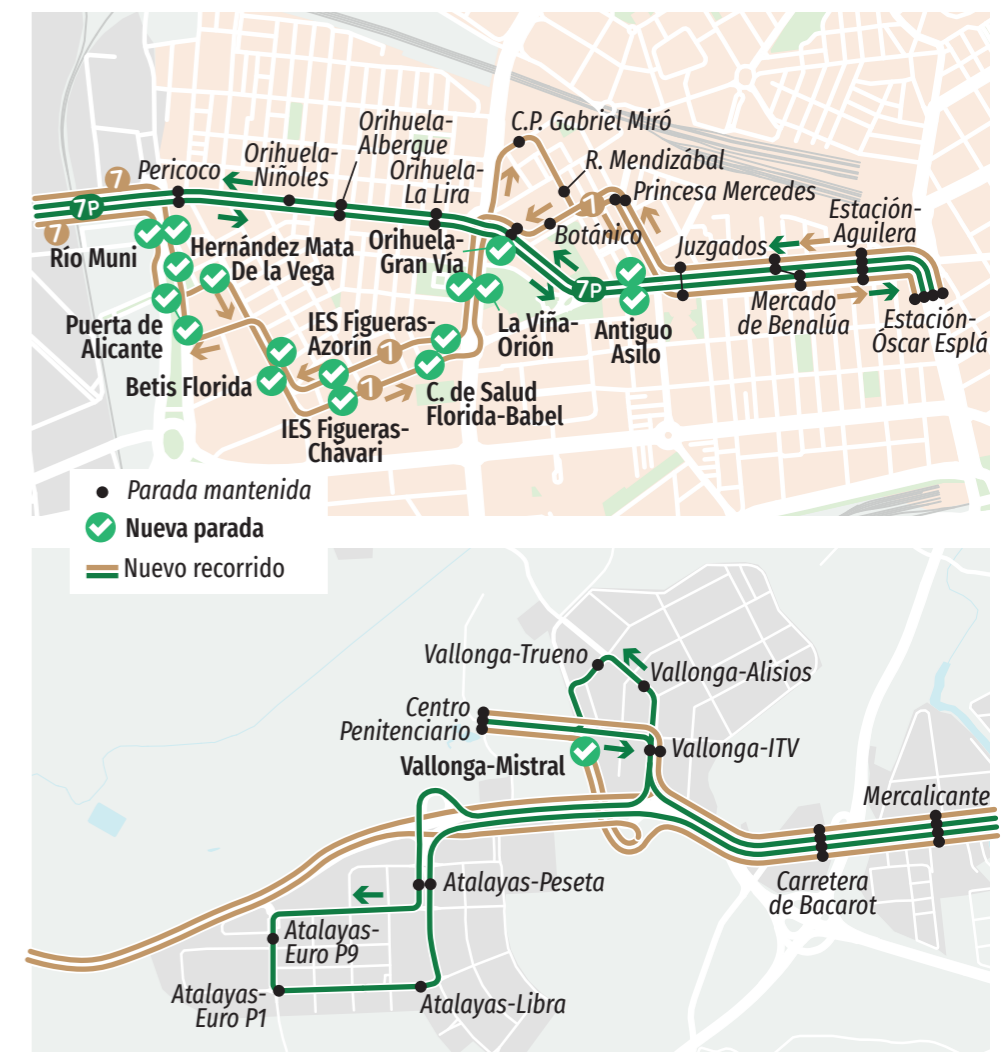 C.P. Gabriel Miró
Orihuela-
Albergue
Orihuela-
Niñoles
Orihuela-
La Lira
Pericoco
R. Mendizábal
Princesa Mercedes
7
7P
7
1
Botánico
Estación-
Aguilera
Juzgados
Río Muni
Hernández Mata
De la Vega
Orihuela-
Gran Vía
7P
Mercado
de Benalúa
Estación-
Óscar Esplá
Puerta de
Alicante
IES Figueras-
Azorín
La Viña-
Orión
Antiguo
Asilo
1
Betis Florida
1
C. de Salud
Florida-Babel
IES Figueras-
Chávari
Parada mantenida
Nueva parada
Nuevo recorrido
Vallonga-Trueno
Vallonga-Alisios
Centro
Penitenciario
Vallonga-Mistral
Vallonga-ITV
Mercalicante
Atalayas-Peseta
Carretera
de Bacarot
Atalayas-
Euro P9
Atalayas-
Euro P1
Atalayas-Libra